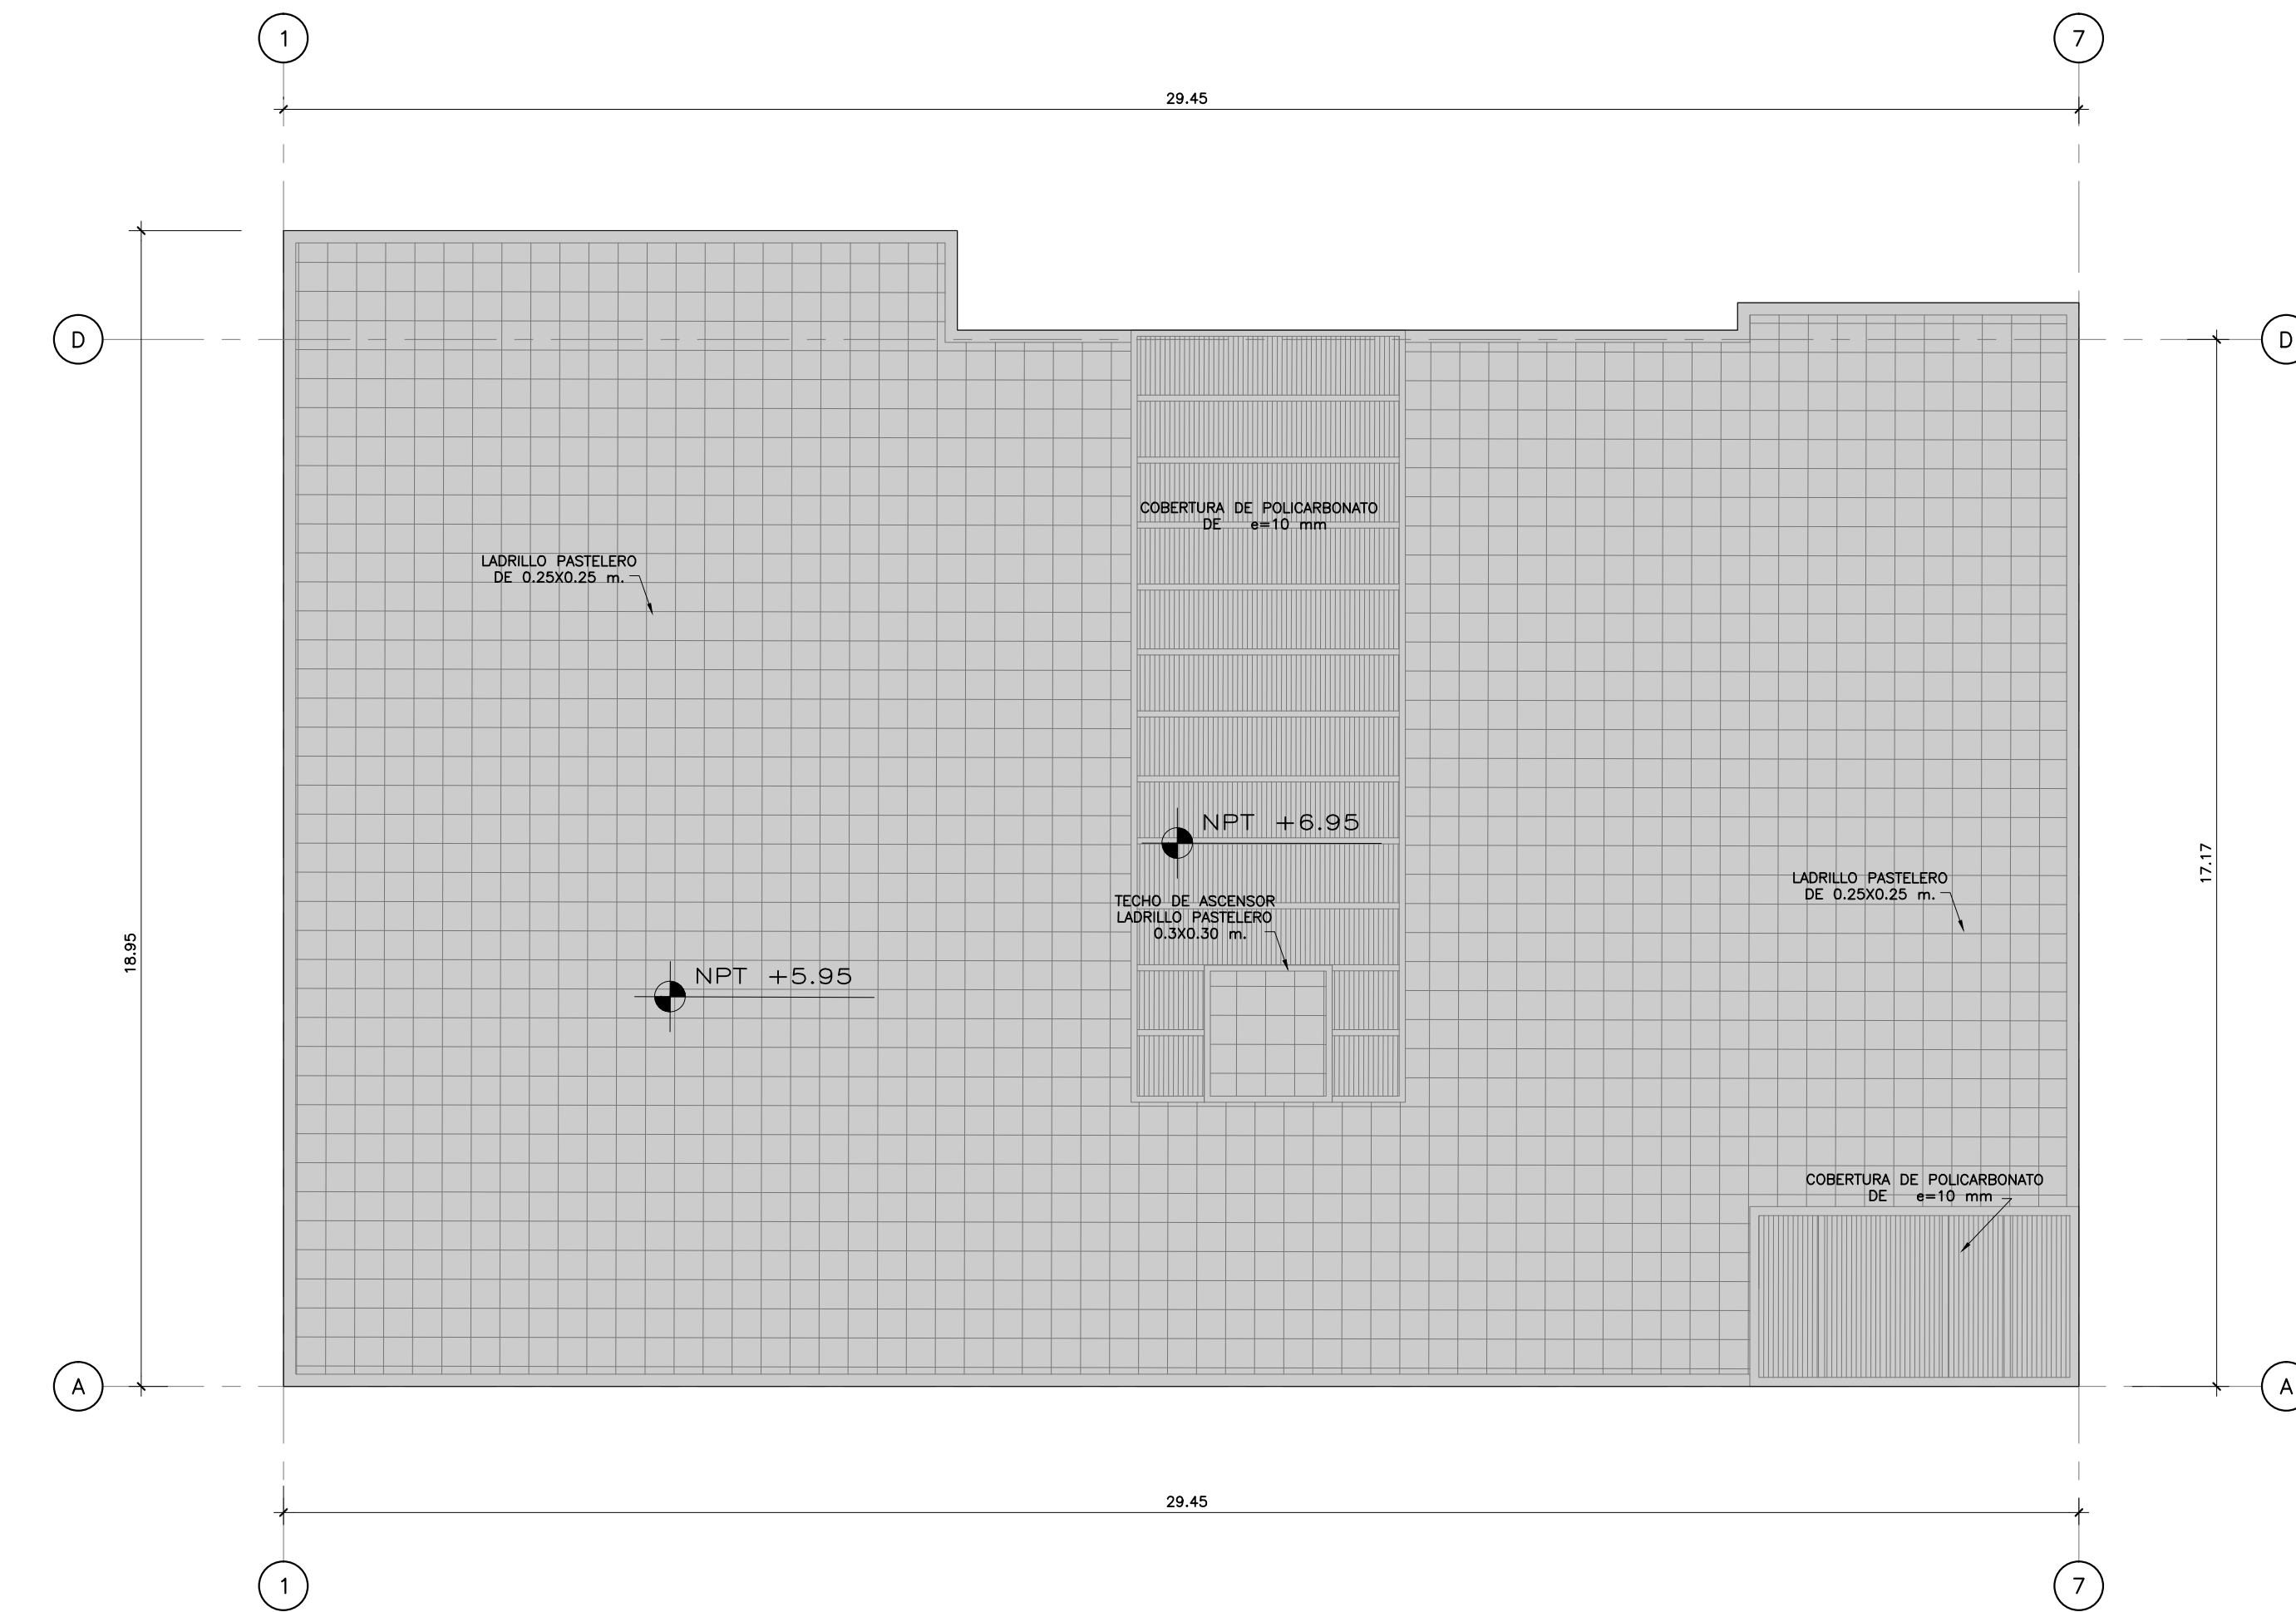 1
7
29.45
D
D
COBERTURA DE POLICARBONATO
DE e=10 mm
LADRILLO PASTELERO
DE 0.25X0.25 m.
NPT +6.95
17.17
LADRILLO PASTELERO
DE 0.25X0.25 m.
TECHO DE ASCENSOR
LADRILLO PASTELERO
0.3X0.30 m.
18.95
NPT +5.95
COBERTURA DE POLICARBONATO
DE e=10 mm
A
A
29.45
1
7